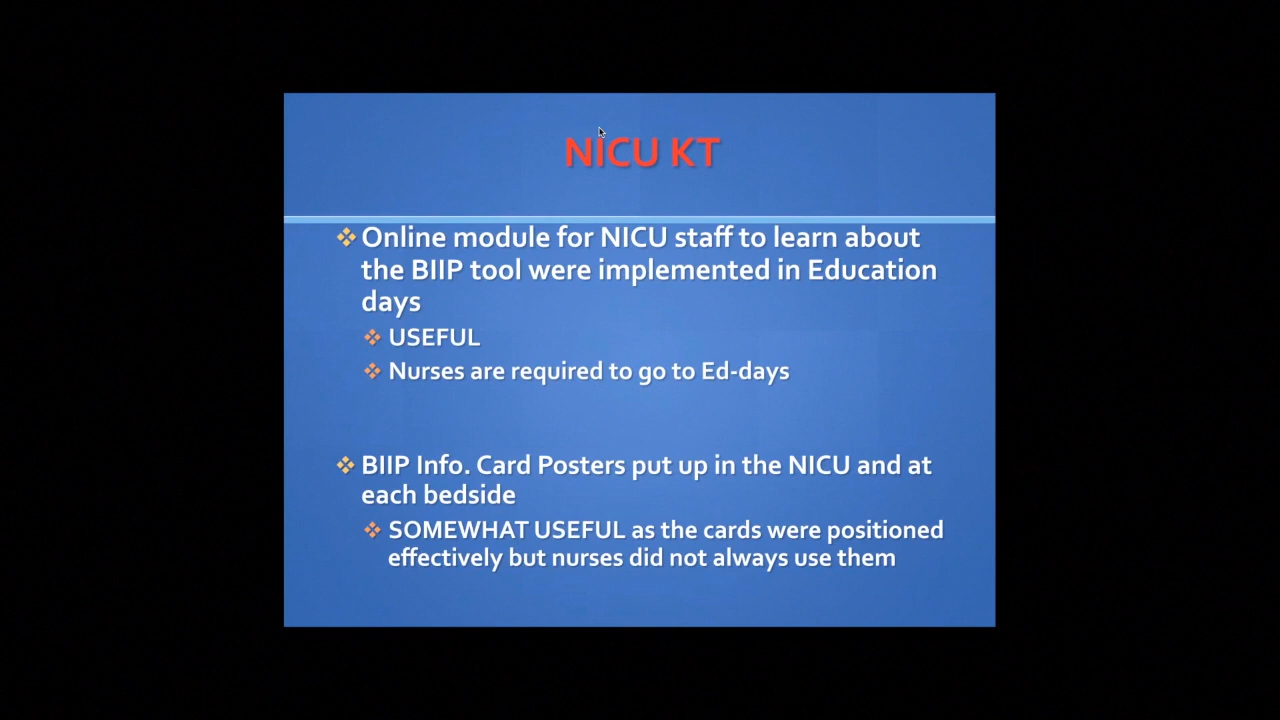 NICU KT
Online module for NICU staff to learn about
the BIIP tool were implemented in Education
days
USEFUL
Nurses are required to go to Ed-days
BIIP Info. Card Posters put up in the NICU and at
each bedside
SOMEWHAT USEFUL as the cards were positioned
effectively but nurses did not always use them